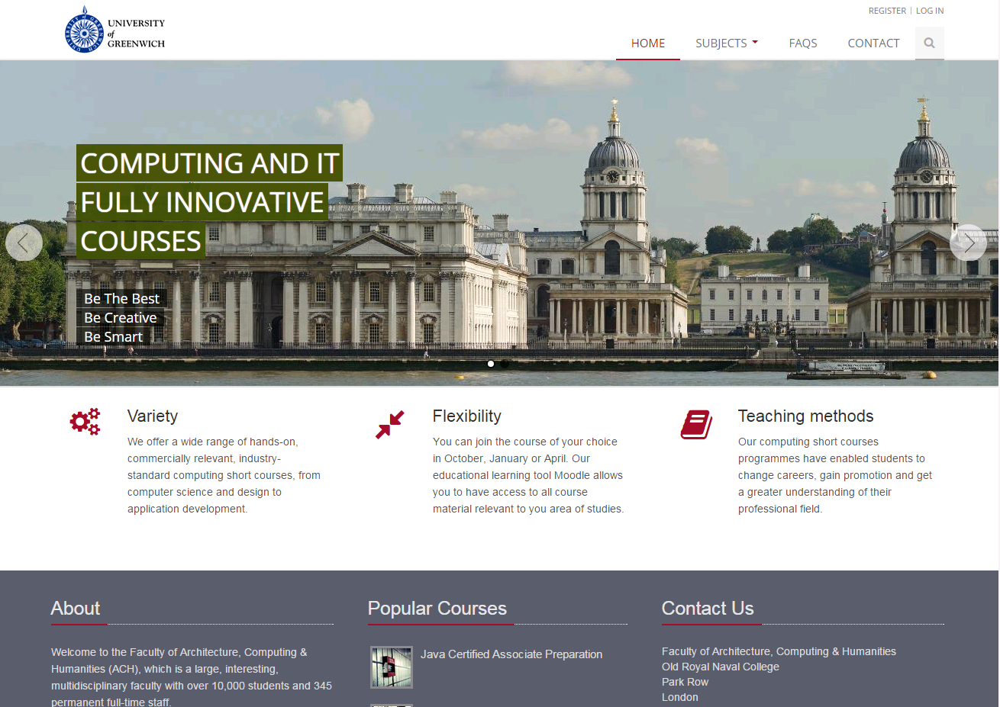 UNIVERSITY
of
GREENWICH
REGISTER | LOG IN
HOME SUBJECTS FAQS CONTACT
COMPUTING AND IT
FULLY INNOVATIVE
COURSES
Be The Best
Be Creative
Be Smart
Variety
We offer a wide range of hands-on,
commercially relevant, industry-
standard computing short courses, from
computer science and design to
application development.
Flexibility
You can join the course of your choice
in October, January or April. Our
educational learning tool Moodle allows
you to have access to all course
material relevant to you area of studies.
Teaching methods
Our computing short courses
programmes have enabled students to
change careers, gain promotion and get
a greater understanding of their
professional field.
About
Welcome to the Faculty of Architecture, Computing &
Humanities (ACH), which is a large, interesting,
multidisciplinary faculty with over 10,000 students and 345
permanent full-time staff.
Popular Courses
Java Certified Associate Preparation
Contact Us
Faculty of Architecture, Computing & Humanities
Old Royal Naval College
Park Row
London